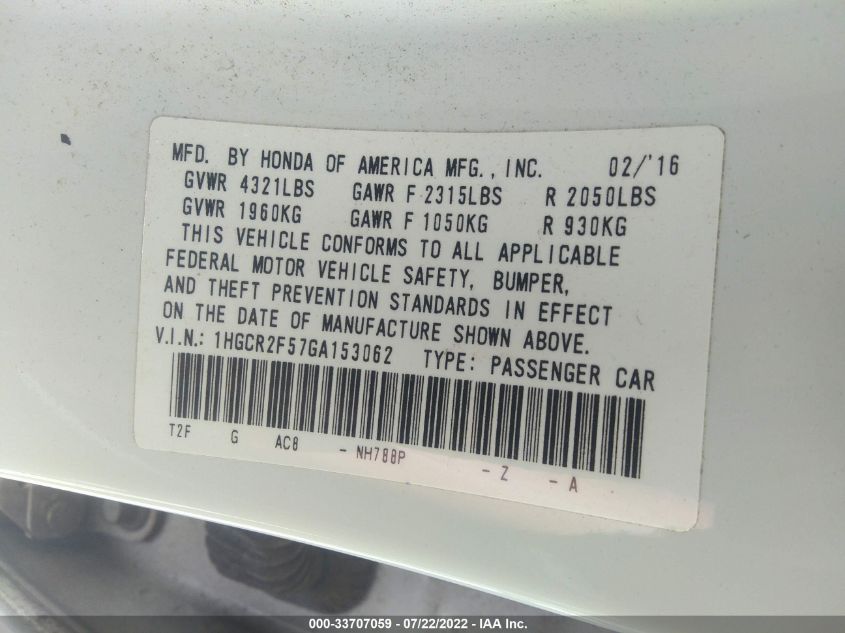 MFD. BY HONDA OF AMERICA MFG., INC. 02/'16
GVWR 4321LBS GAWR F 2315LBS R 2050LBS
GVWR 1960KG GAWR F 1050KG R 930KG
THIS VEHICLE CONFORMS TO ALL APPLICABLE
FEDERAL MOTOR VEHICLE SAFETY, BUMPER,
AND THEFT PREVENTION STANDARDS IN EFFECT
ON THE DATE OF MANUFACTURE SHOWN ABOVE.
V.I.N.: 1HGCR2F57GA153062 TYPE: PASSENGER CAR
T2F G AC8 - NH788P - Z - A
000-33707059 - 07/22/2022 - IAA Inc.